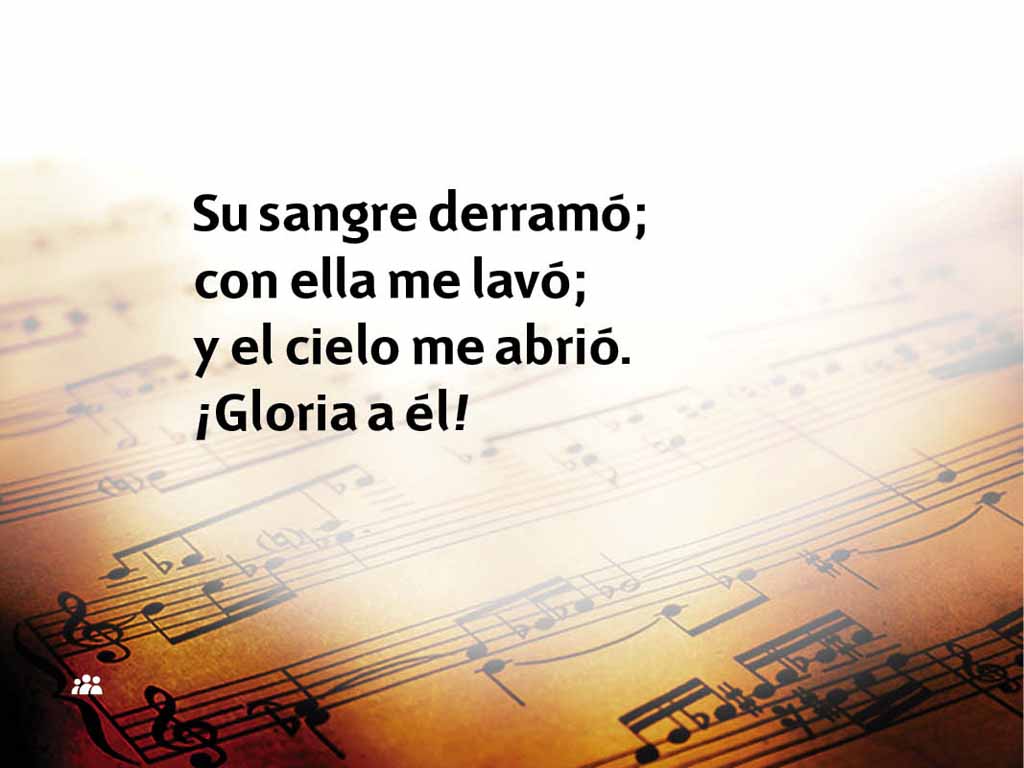 Su sangre derramó;
con ella me lavó;
y el cielo me abrió.
¡Gloria a él!